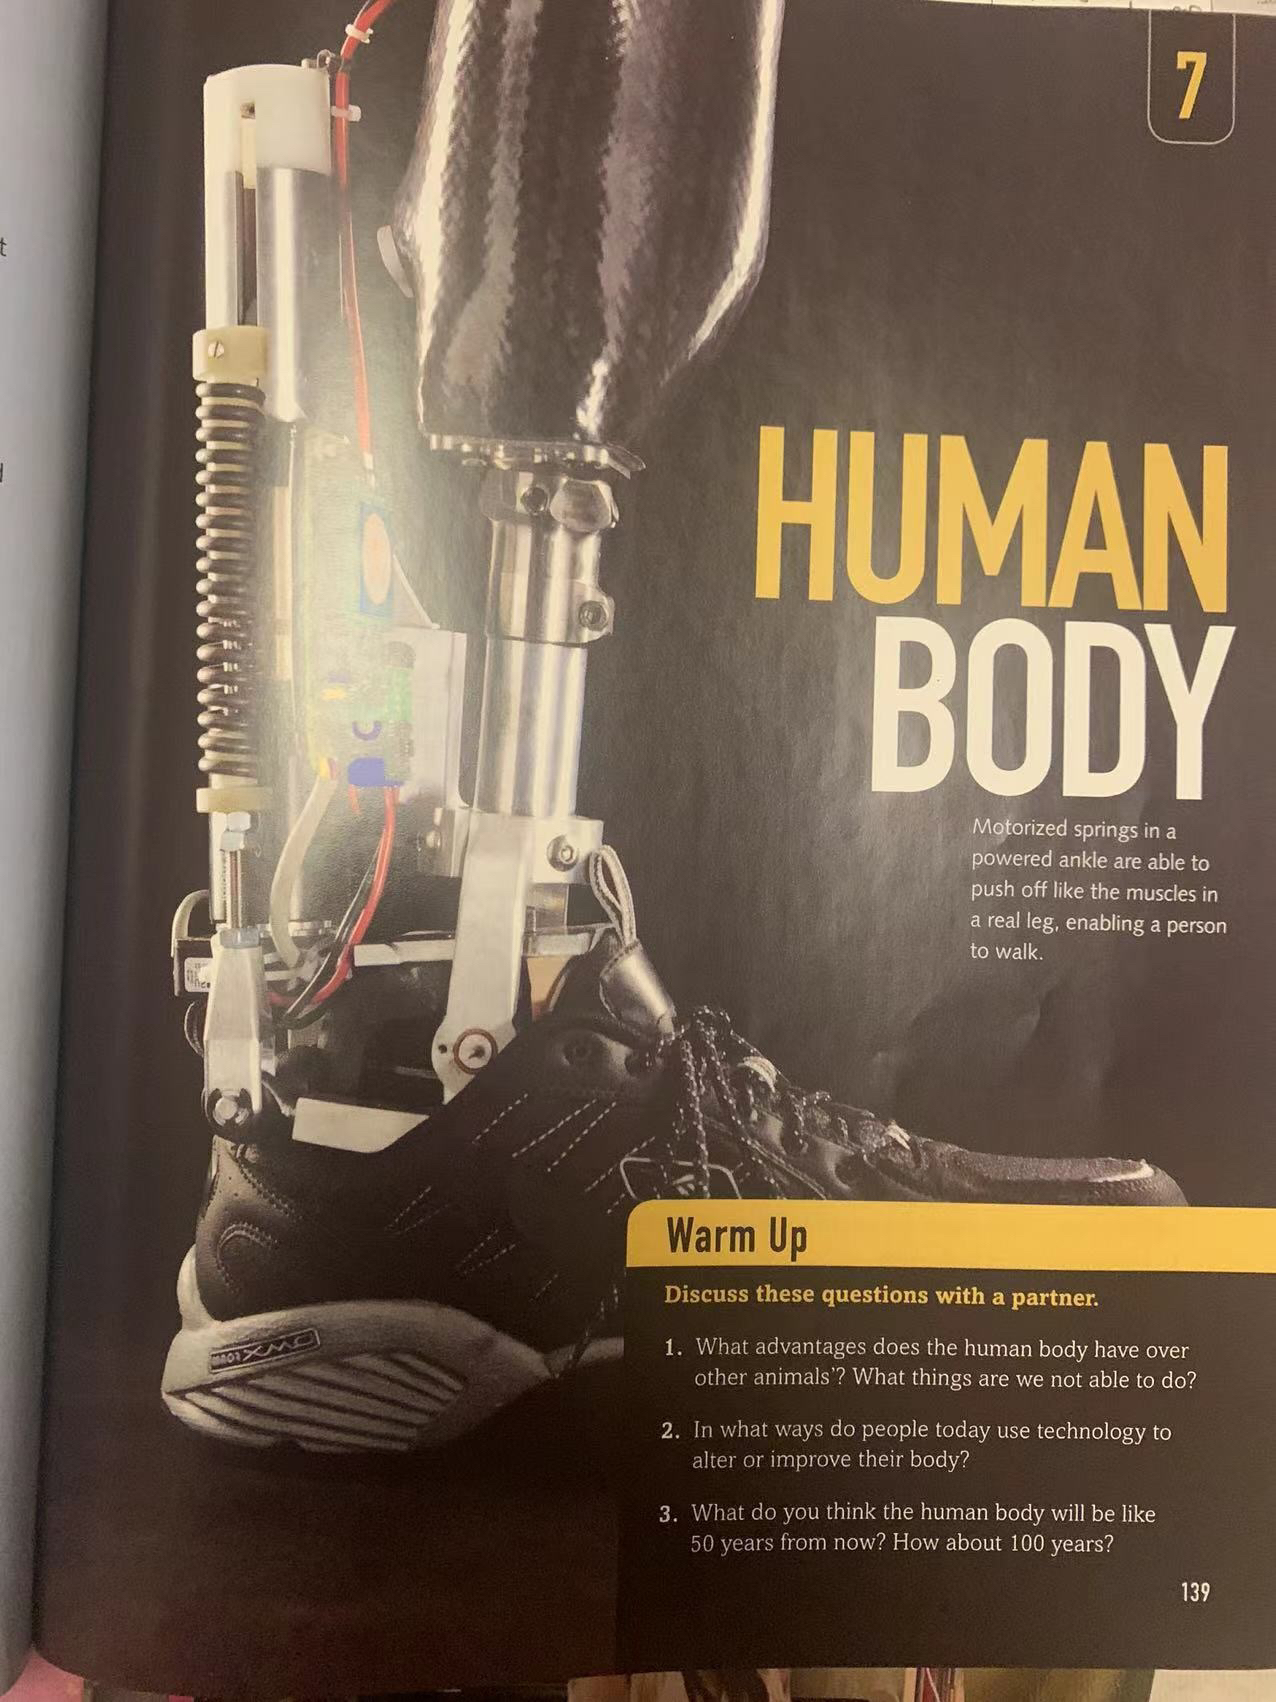 7
HUMAN
BODY
Motorized springs in a
powered ankle are able to
push off like the muscles in
a real leg, enabling a person
to walk.
Warm Up
Discuss these questions with a partner.
1. What advantages does the human body have over
other animals'? What things are we not able to do?
2. In what ways do people today use technology to
alter or improve their body?
3. What do you think the human body will be like
50 years from now? How about 100 years?
139